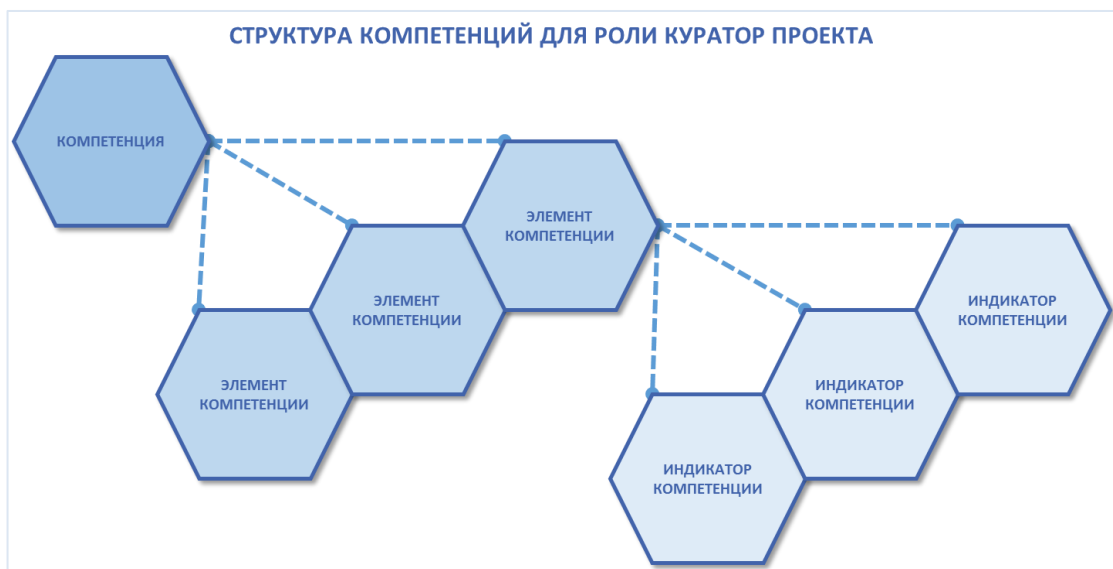 СТРУКТУРА КОМПЕТЕНЦИЙ ДЛЯ РОЛИ КУРАТОР ПРОЕКТА
КОМПЕТЕНЦИЯ
ЭЛЕМЕНТ
КОМПЕТЕНЦИИ
ЭЛЕМЕНТ
КОМПЕТЕНЦИИ
ЭЛЕМЕНТ
КОМПЕТЕНЦИИ
ИНДИКАТОР
КОМПЕТЕНЦИИ
ИНДИКАТОР
КОМПЕТЕНЦИИ
ИНДИКАТОР
КОМПЕТЕНЦИИ